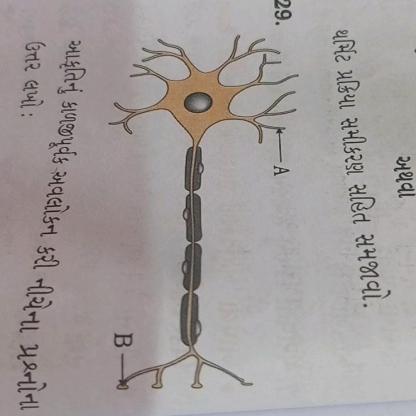 થર્મિટ પ્રક્રિયા સમીકરણ સહિત સમજાવો.
અથવા
29.
આકૃતિનું કાળજીપૂર્વક અવલોકન કરી નીચેના પ્રશ્નોના
ઉત્તર લખો :
A
B